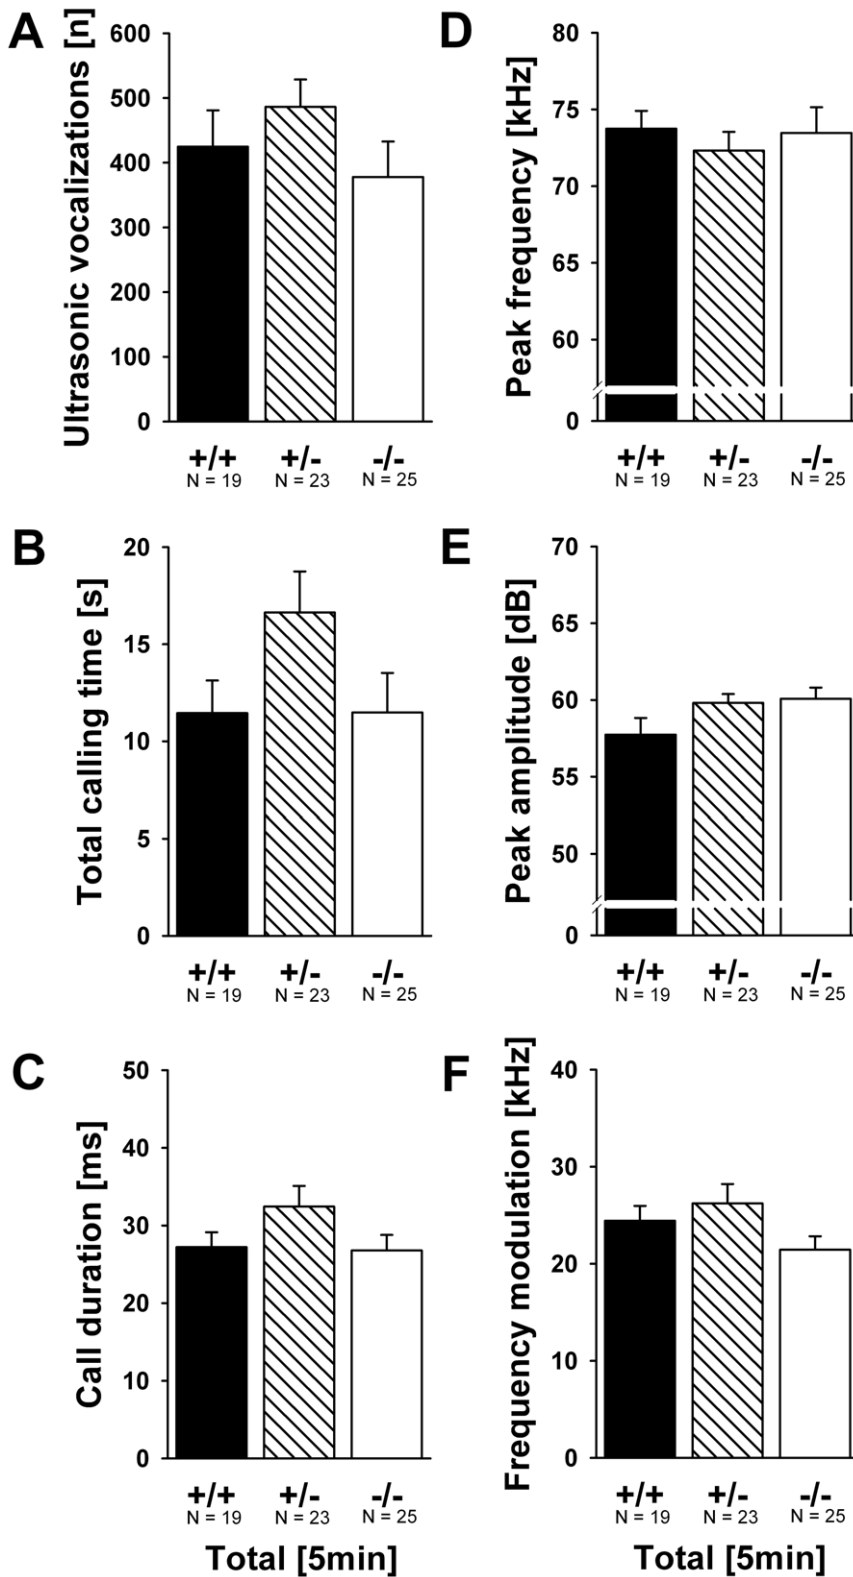 A
Ultrasonic vocalizations [n]
600
500
400
300
200
100
0
+/+ +/- -/-
N = 19 N = 23 N = 25
D
Peak frequency [kHz]
80
75
70
65
60
0
+/+ +/- -/-
N = 19 N = 23 N = 25
B
Total calling time [s]
20
15
10
5
0
+/+ +/- -/-
N = 19 N = 23 N = 25
E
Peak amplitude [dB]
70
65
60
55
50
0
+/+ +/- -/-
N = 19 N = 23 N = 25
C
Call duration [ms]
50
40
30
20
10
0
+/+ +/- -/-
N = 19 N = 23 N = 25
Total [5min]
F
Frequency modulation [kHz]
40
30
20
10
0
+/+ +/- -/-
N = 19 N = 23 N = 25
Total [5min]